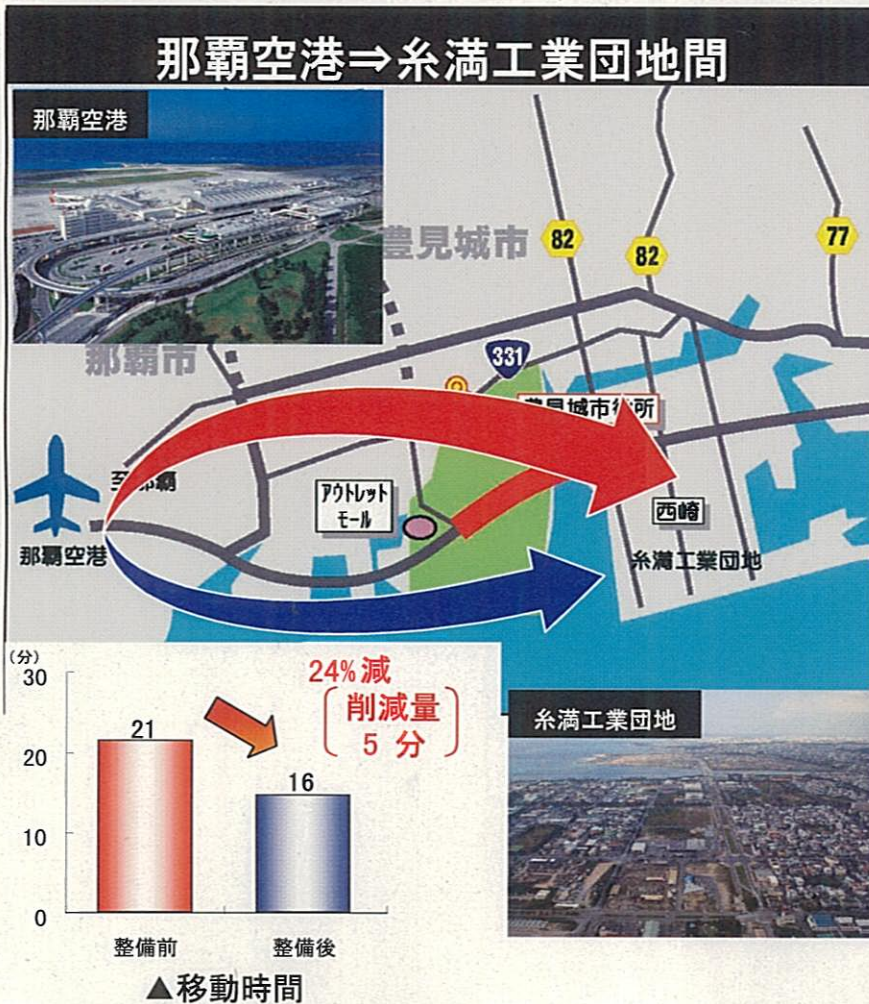 那覇空港⇒糸満工業団地間
那覇空港
豊見城市
82
82
77
那覇市
331
豊見城市役所
至那覇
アウトレット
モール
西崎
那覇空港
糸満工業団地
(分)
30
20
10
0
24%減
削減量
5 分
21
16
整備前
整備後
▲移動時間
糸満工業団地